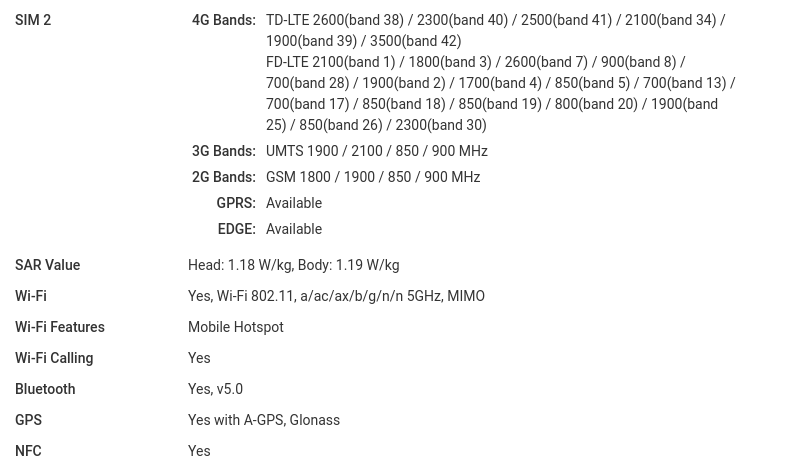 SIM 2 4G Bands: TD-LTE 2600(band 38) / 2300(band 40) / 2500(band 41) / 2100(band 34) /
1900(band 39) / 3500(band 42)
FD-LTE 2100(band 1) / 1800(band 3) / 2600(band 7) / 900(band 8) /
700(band 28) / 1900(band 2) / 1700(band 4) / 850(band 5) / 700(band 13) /
700(band 17) / 850(band 18) / 850(band 19) / 800(band 20) / 1900(band
25) / 850(band 26) / 2300(band 30)
3G Bands: UMTS 1900 / 2100 / 850 / 900 MHz
2G Bands: GSM 1800 / 1900 / 850 / 900 MHz
GPRS: Available
EDGE: Available
SAR Value Head: 1.18 W/kg, Body: 1.19 W/kg
Wi-Fi Yes, Wi-Fi 802.11, a/ac/ax/b/g/n/n 5GHz, MIMO
Wi-Fi Features Mobile Hotspot
Wi-Fi Calling Yes
Bluetooth Yes, v5.0
GPS Yes with A-GPS, Glonass
NFC Yes